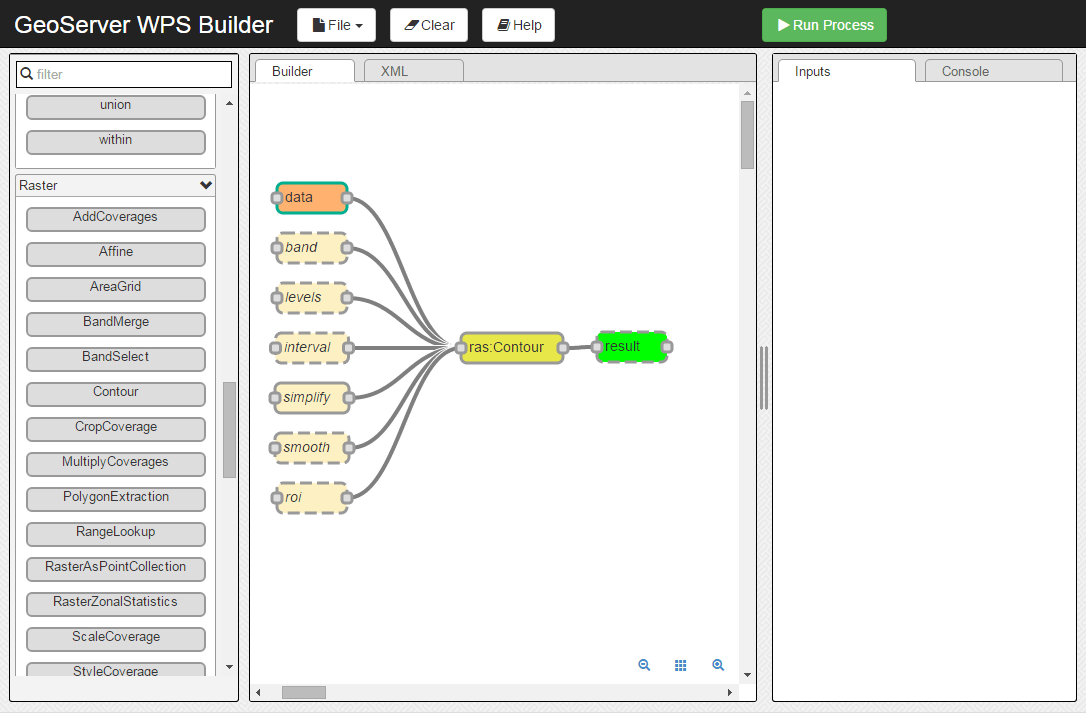 GeoServer WPS Builder
File
Clear
Help
Run Process
filter
union
within
Raster
AddCoverages
Affine
AreaGrid
BandMerge
BandSelect
Contour
CropCoverage
MultiplyCoverages
PolygonExtraction
RangeLookup
RasterAsPointCollection
RasterZonalStatistics
ScaleCoverage
StyleCoverage
Builder
XML
data
band
levels
interval
simplify
smooth
roi
ras:Contour
result
Inputs
Console